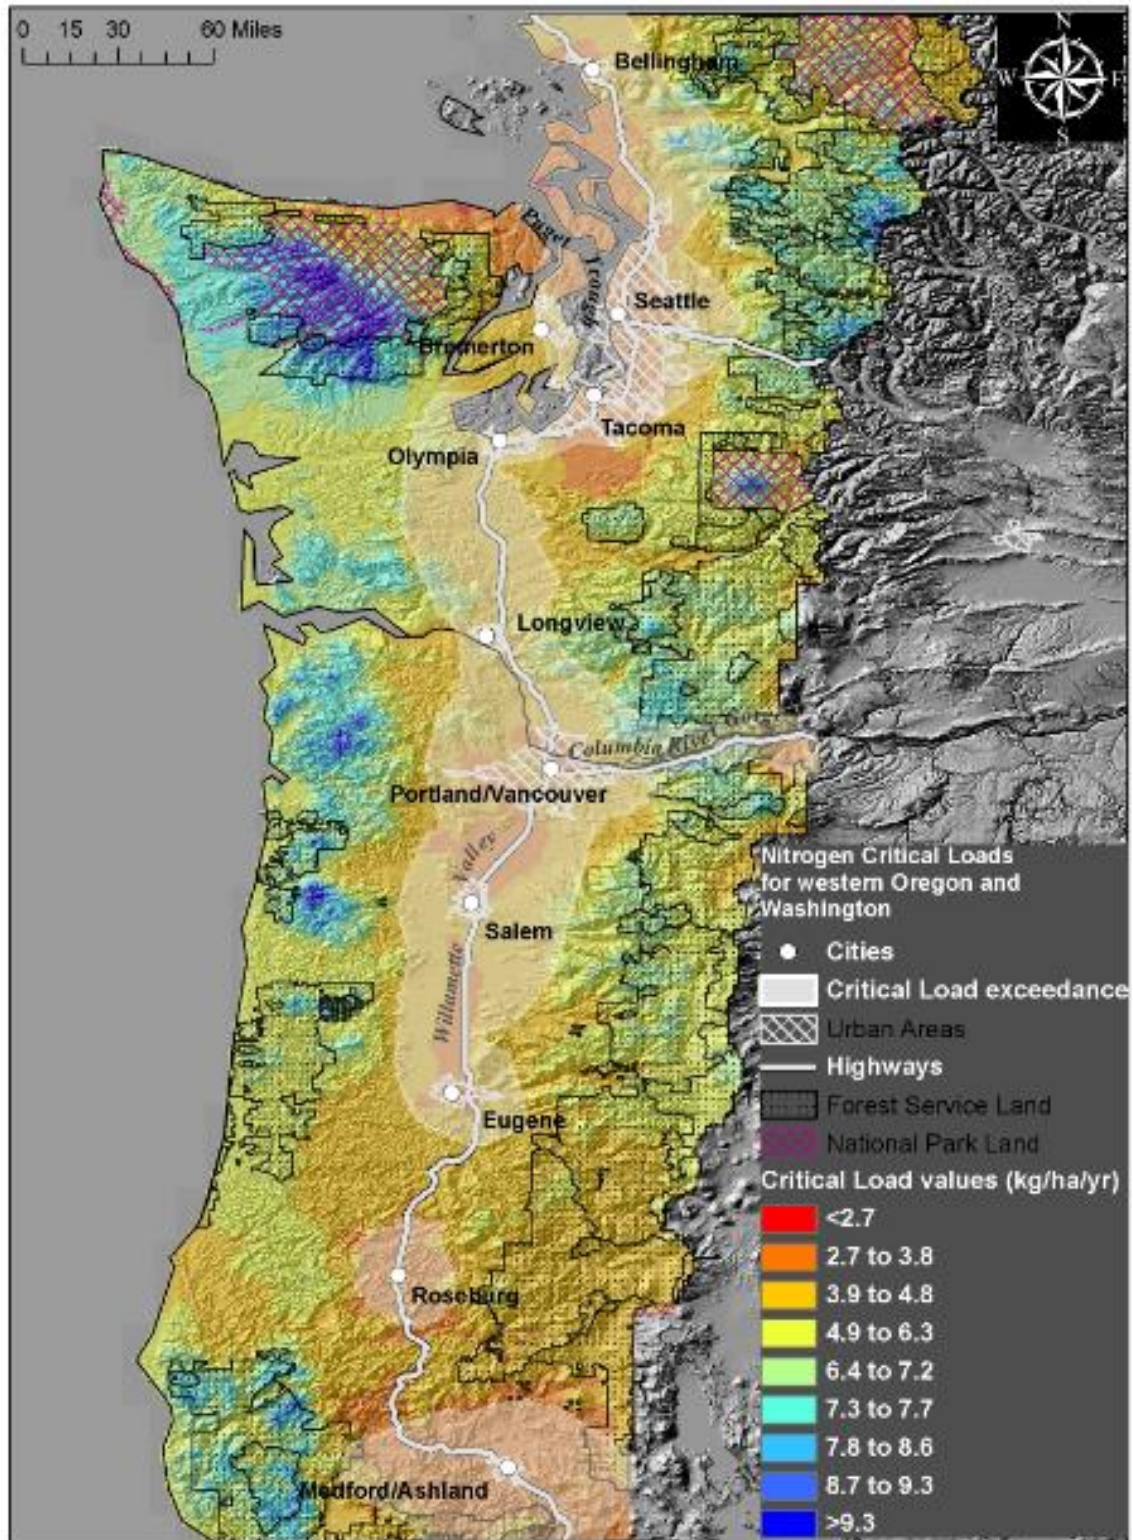 0 15 30 60 Miles
N
W E
S
Bellingham
Puget Trough
Seattle
Bremerton
Tacoma
Olympia
Longview
Columbia River Gorge
Portland/Vancouver
Willamette Valley
Salem
Eugene
Roseburg
Medford/Ashland
Nitrogen Critical Loads
for western Oregon and
Washington
Cities
Critical Load exceedance
Urban Areas
Highways
Forest Service Land
National Park Land
Critical Load values (kg/ha/yr)
<2.7
2.7 to 3.8
3.9 to 4.8
4.9 to 6.3
6.4 to 7.2
7.3 to 7.7
7.8 to 8.6
8.7 to 9.3
>9.3